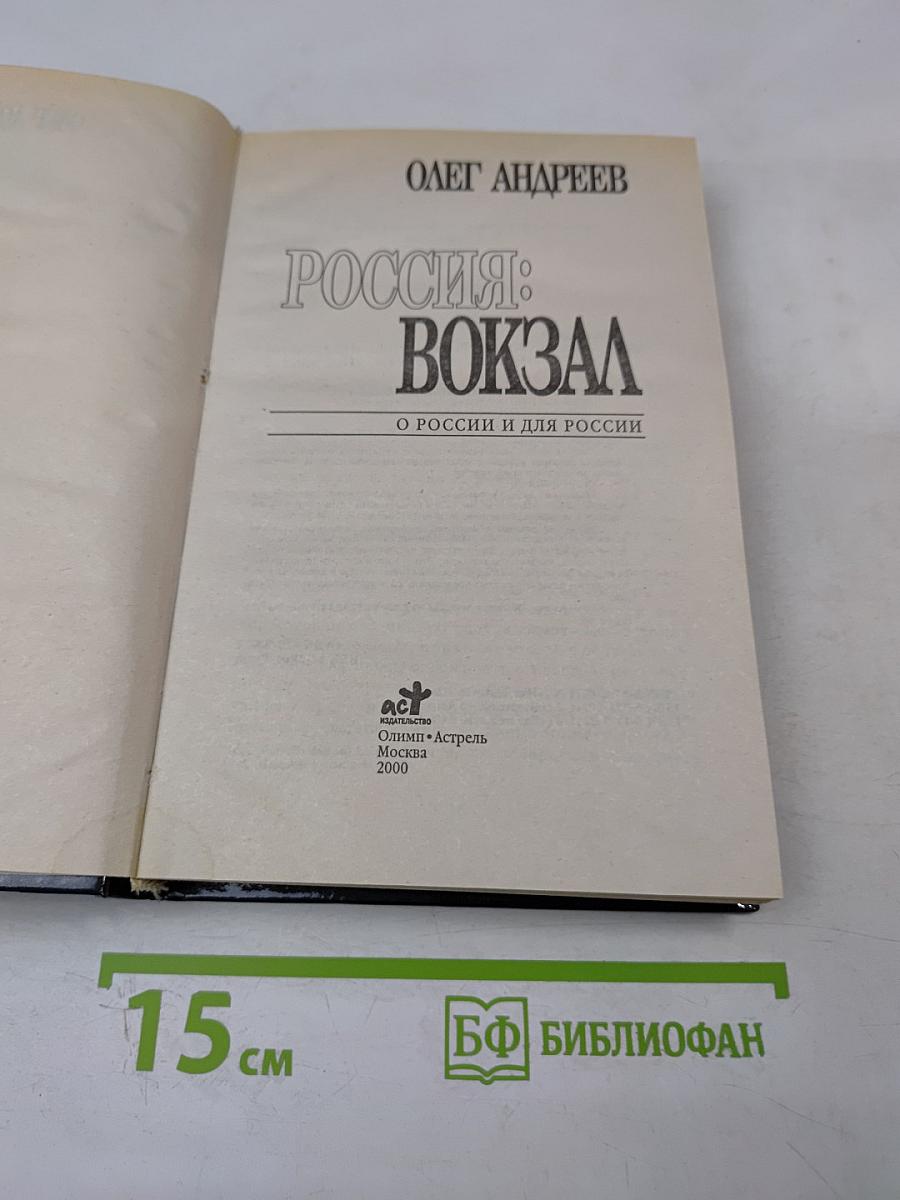 ОЛЕГ АНДРЕЕВ
РОССИЯ:
ВОКЗАЛ
О РОССИИ И ДЛЯ РОССИИ
аст
ИЗДАТЕЛЬСТВО
Олимп • Астрель
Москва
2000
15 см
БФ БИБЛИОФАН